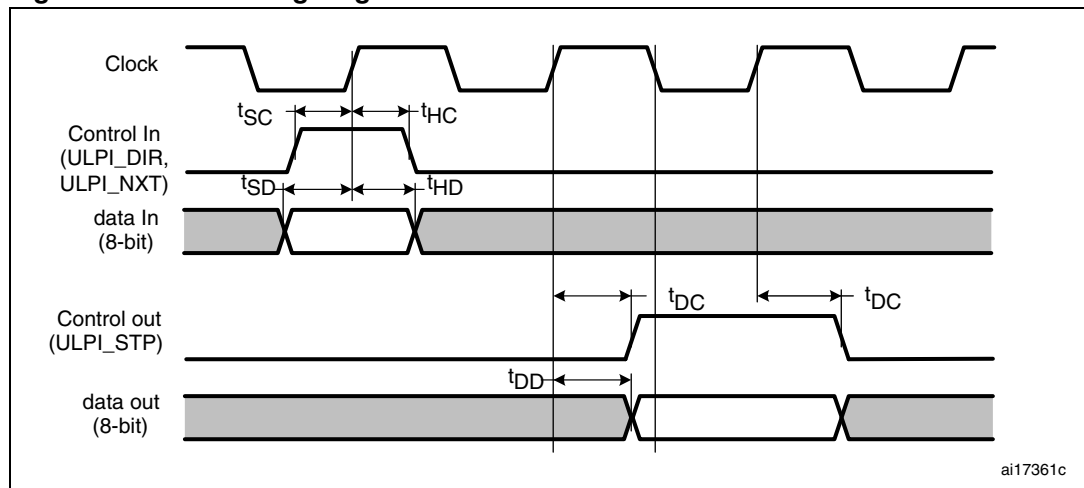 Clock
tSC
tHC
Control In
(ULPI_DIR,
ULPI_NXT)
tSD
tHD
data In
(8-bit)
tDC
tDC
Control out
(ULPI_STP)
tDD
data out
(8-bit)
ai17361c